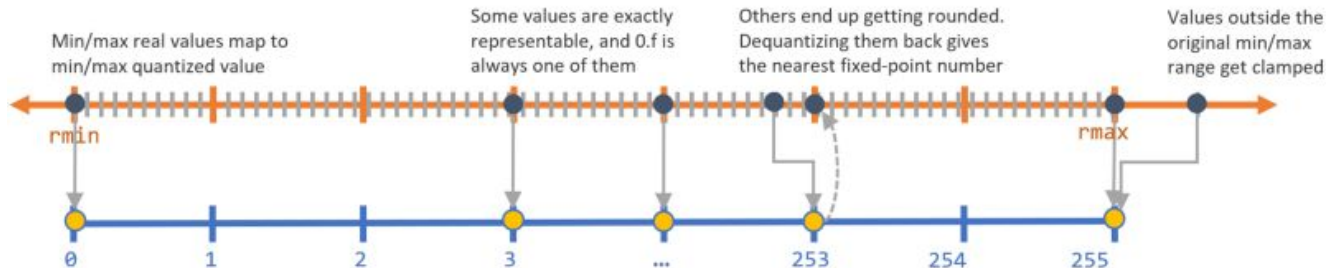 Min/max real values map to
min/max quantized value
Some values are exactly
representable, and 0.f is
always one of them
Others end up getting rounded.
Dequantizing them back gives
the nearest fixed-point number
Values outside the
original min/max
range get clamped
rmin
rmax
0 1 2 3 ... 253 254 255